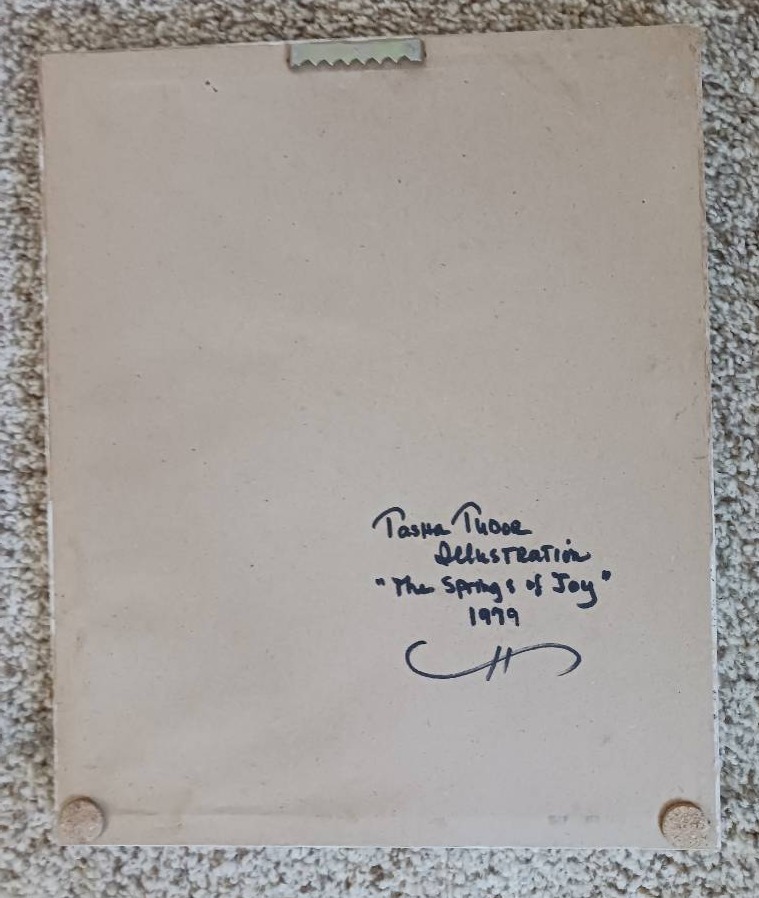 Tasha Tudor
Illustration
"The Springs of Joy"
1979